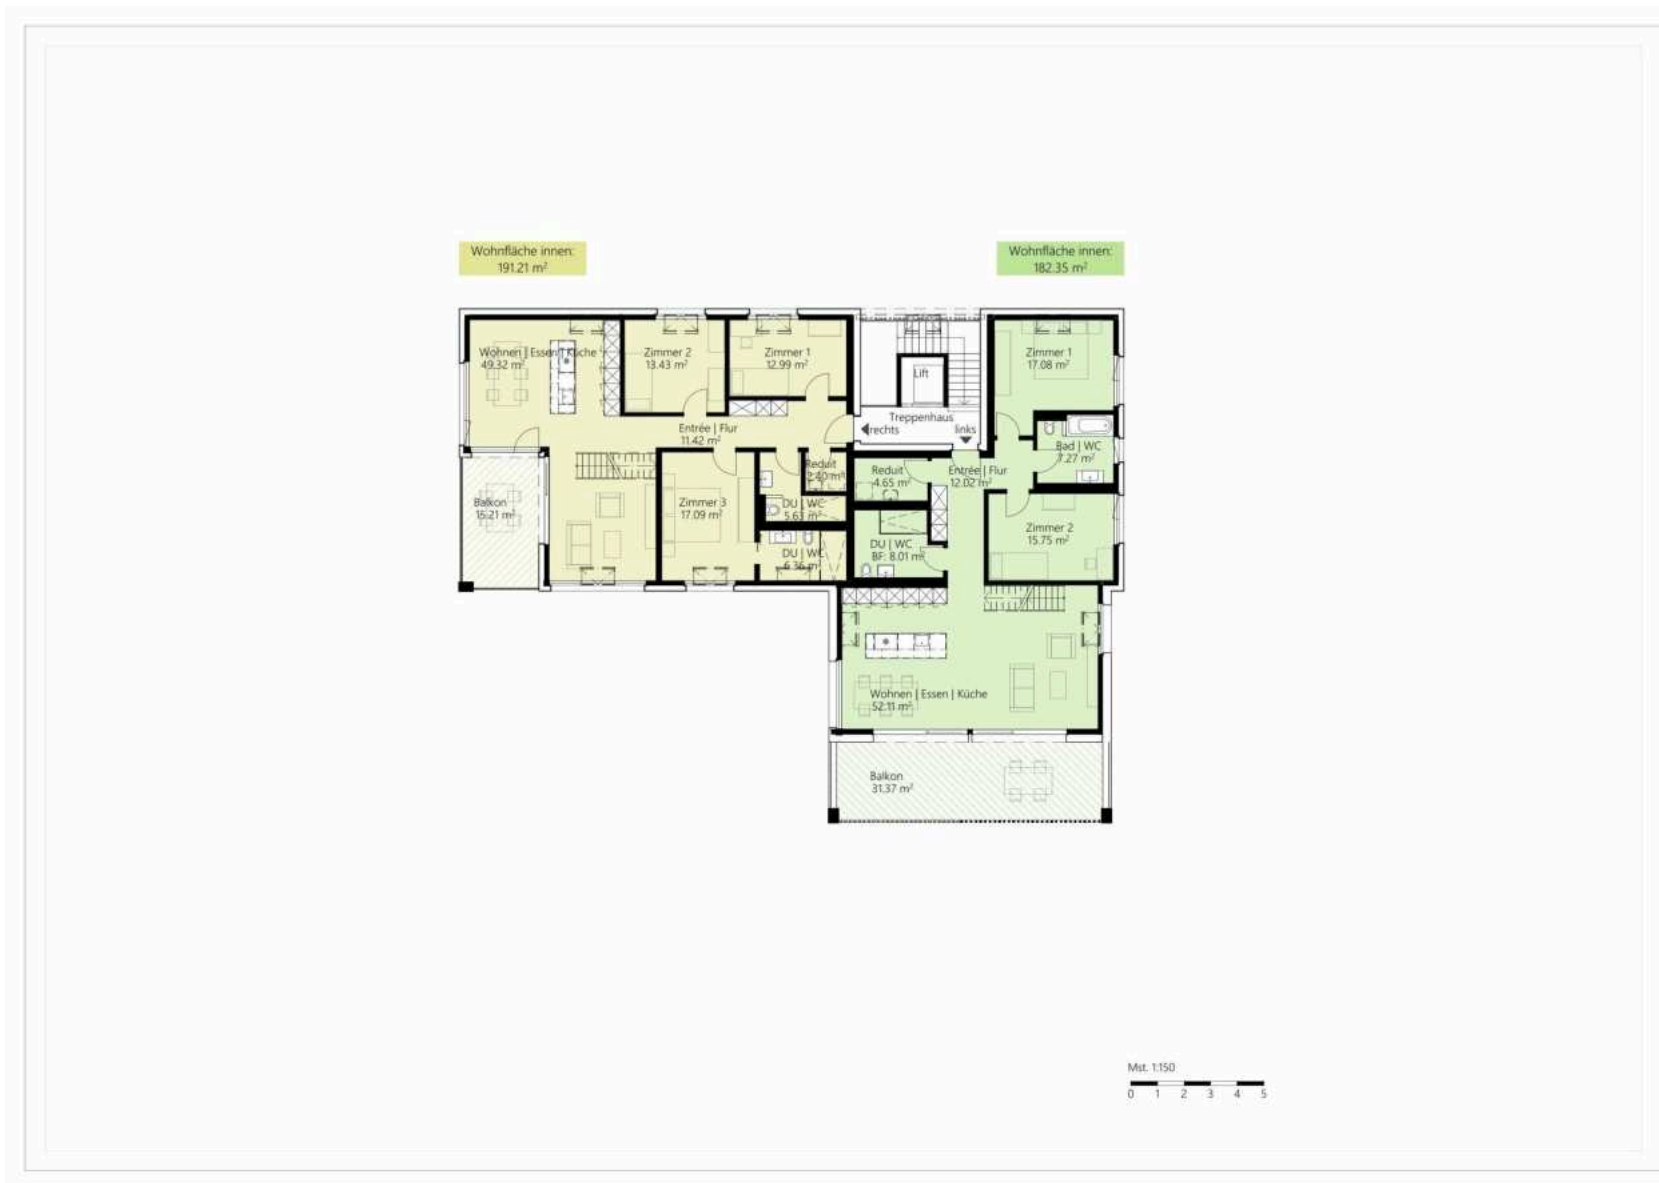 Wohnfläche innen:
191.21 m²
Wohnfläche innen:
182.35 m²
Wohnen | Essen | Küche
49.32 m²
Zimmer 2
13.43 m²
Zimmer 1
12.99 m²
Lift
Zimmer 1
17.08 m²
Treppenhaus
rechts
links
Entrée | Flur
11.42 m²
Bad | WC
7.27 m²
Reduit
2.40 m²
Reduit
4.65 m²
Entrée | Flur
12.02 m²
Balkon
15.21 m²
Zimmer 3
17.09 m²
DU | WC
5.63 m²
Zimmer 2
15.75 m²
DU | WC
6.36 m²
DU | WC
BF: 8.01 m²
Wohnen | Essen | Küche
52.11 m²
Balkon
31.37 m²
Mst. 1:150
0 1 2 3 4 5